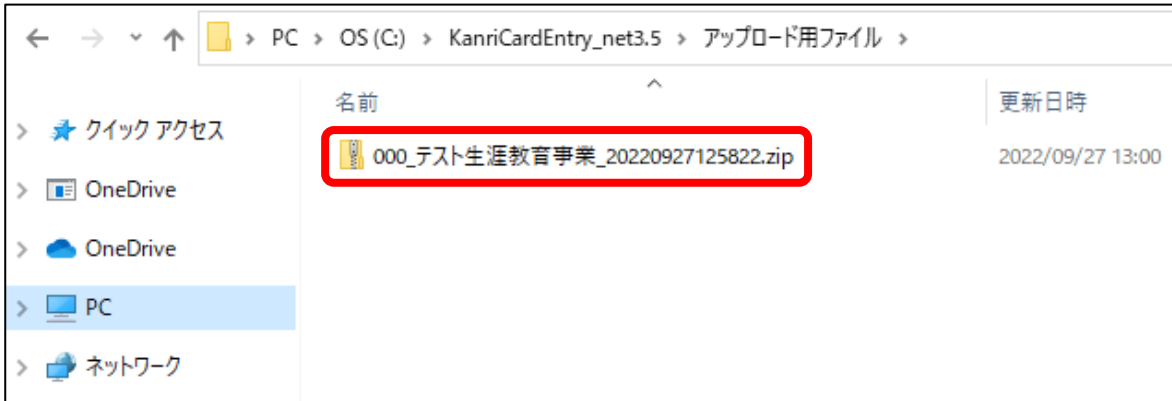 PC > OS (C:) > KanriCardEntry_net3.5 > アップロード用ファイル >
名前 更新日時
クイック アクセス
000_テスト生涯教育事業_20220927125822.zip 2022/09/27 13:00
OneDrive
OneDrive
PC
ネットワーク